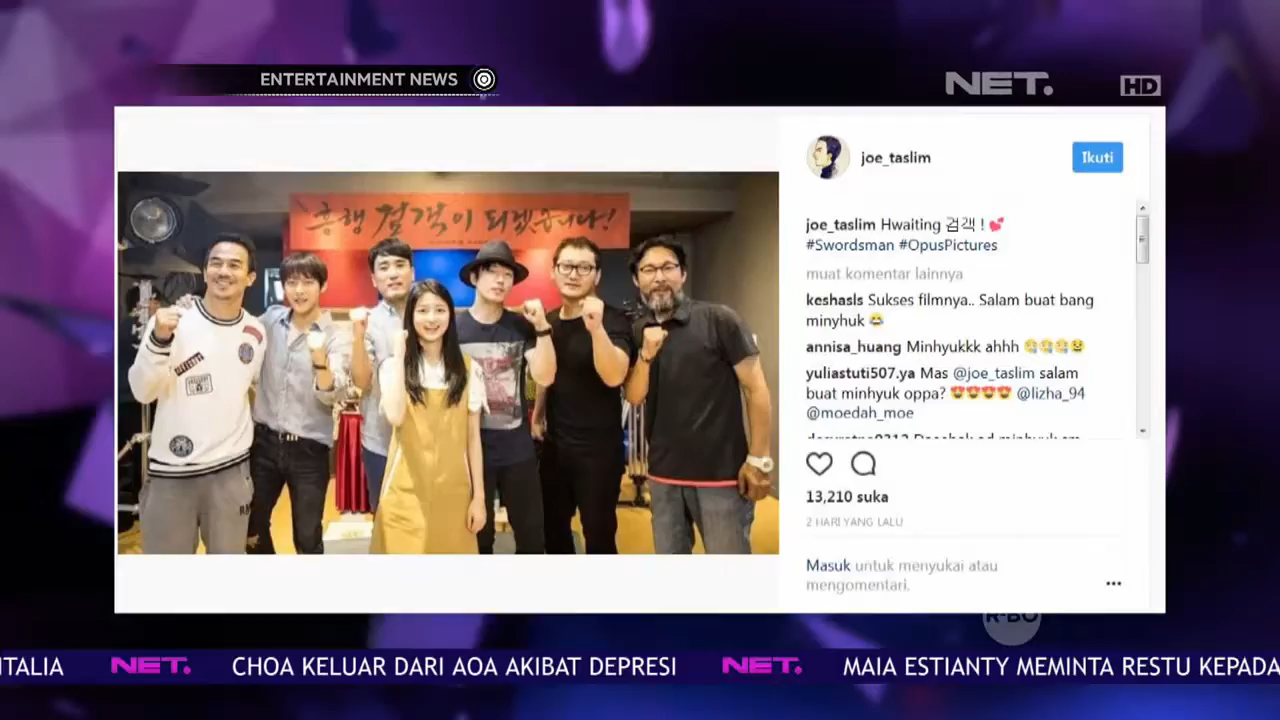 ENTERTAINMENT NEWS
NET.
HD
joe_taslim
Ikuti
흥행 검객이 되겠습니다!
joe_taslim Hwaiting 검객 ! 💕
#Swordsman #OpusPictures
muat komentar lainnya
keshasls Sukses filmnya.. Salam buat bang
minyhuk 😂
annisa_huang Minhyukkk ahhh 😢😢😢😆
yuliastuti507.ya Mas @joe_taslim salam
buat minhyuk oppa? 😍😍😍😍 @lizha_94
@moedah_moe
13,210 suka
2 HARI YANG LALU
Masuk untuk menyukai atau
mengomentari.
R-BO
ITALIA NET. CHOA KELUAR DARI AOA AKIBAT DEPRESI NET. MAIA ESTIANTY MEMINTA RESTU KEPADA